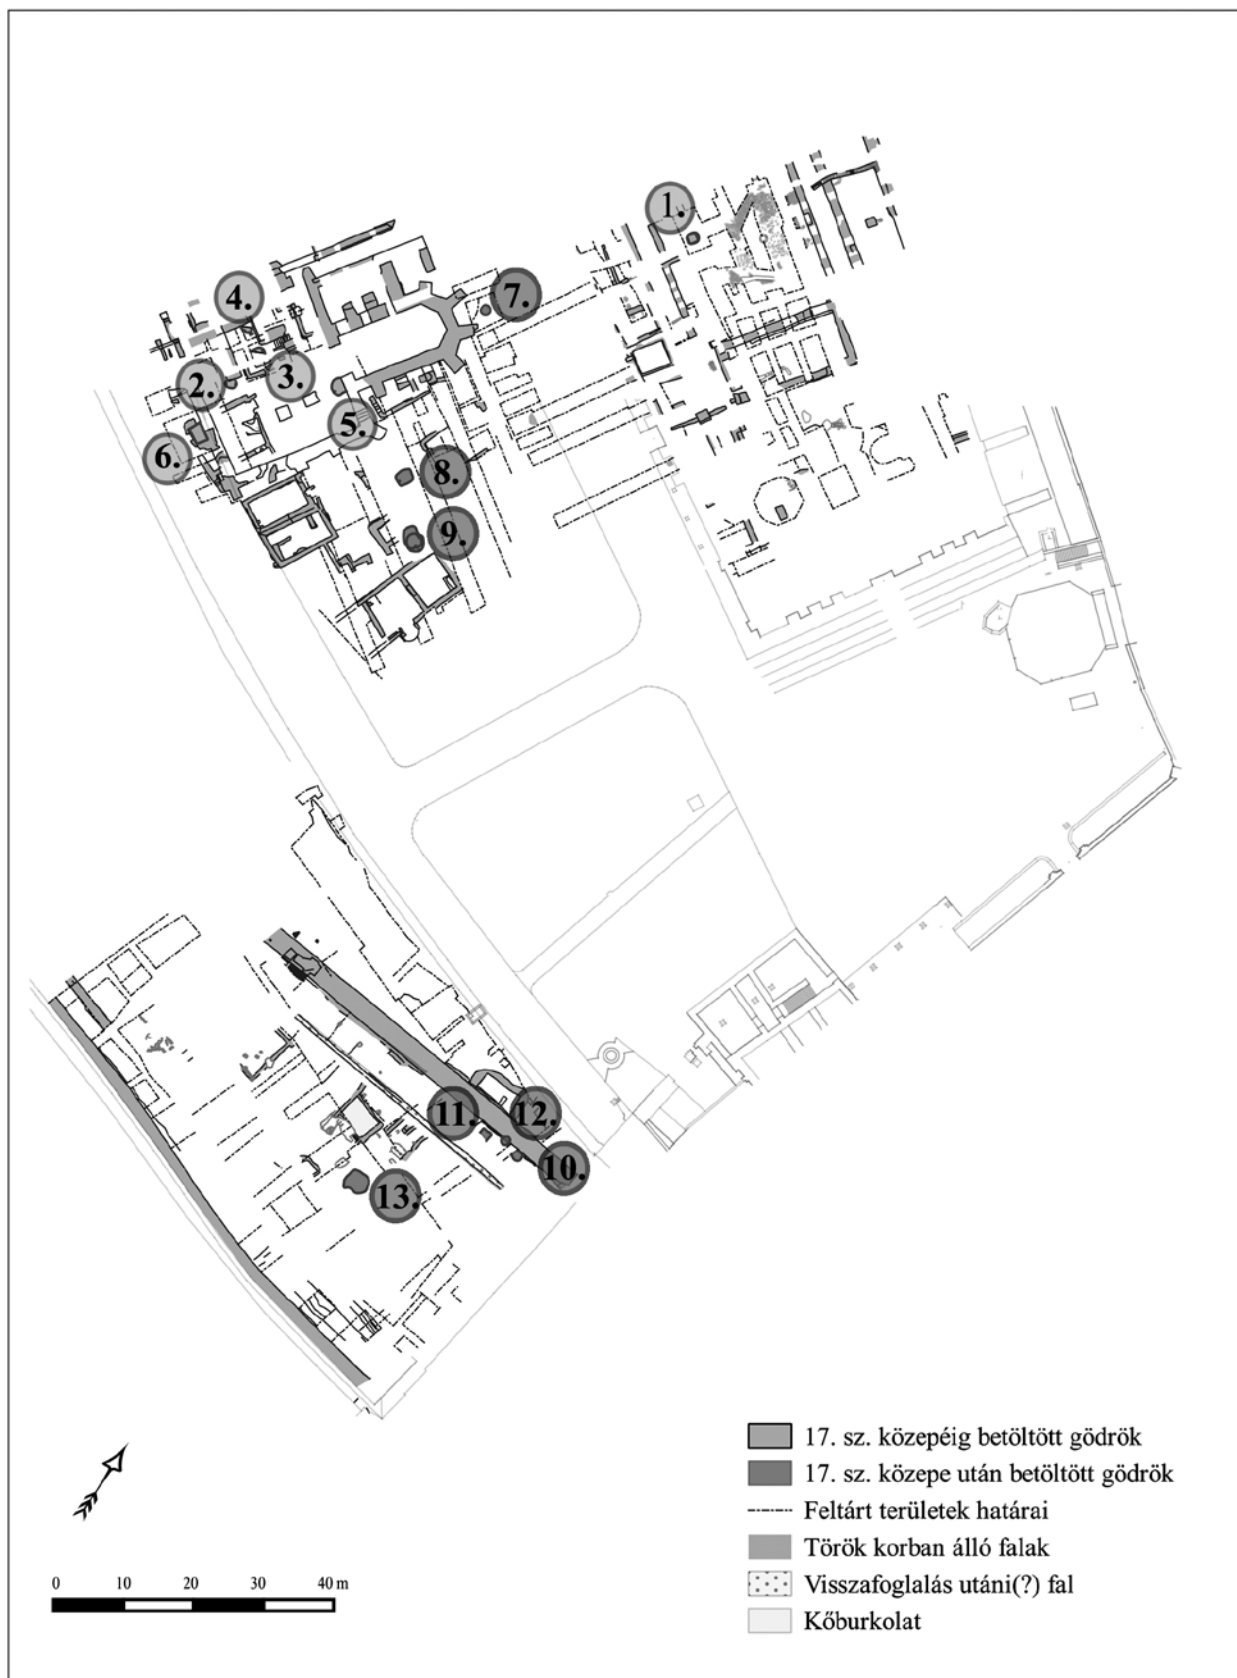 1.
4.
7.
2.
3.
5.
6.
8.
9.
11.
12.
10.
13.
17. sz. közepéig betöltött gödrök
17. sz. közepe után betöltött gödrök
Feltárt területek határai
Török korban álló falak
Visszafoglalás utáni(?) fal
Kőburkolat
0 10 20 30 40 m